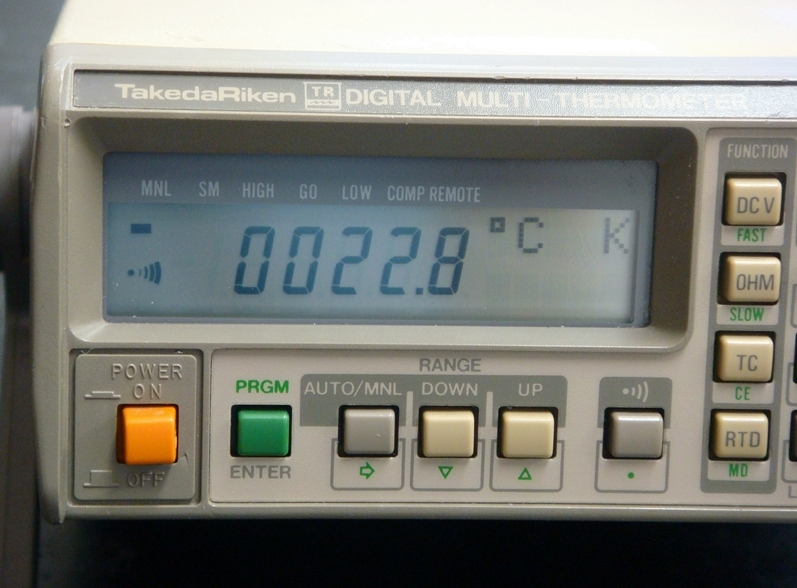 TakedaRiken TR DIGITAL MULTI-THERMOMETER
MNL SM HIGH GO LOW COMP REMOTE
0022.8 °C K
FUNCTION
DCV
FAST
OHM
SLOW
TC
CE
RTD
MD
POWER
ON
OFF
PRGM
ENTER
RANGE
AUTO/MNL DOWN UP